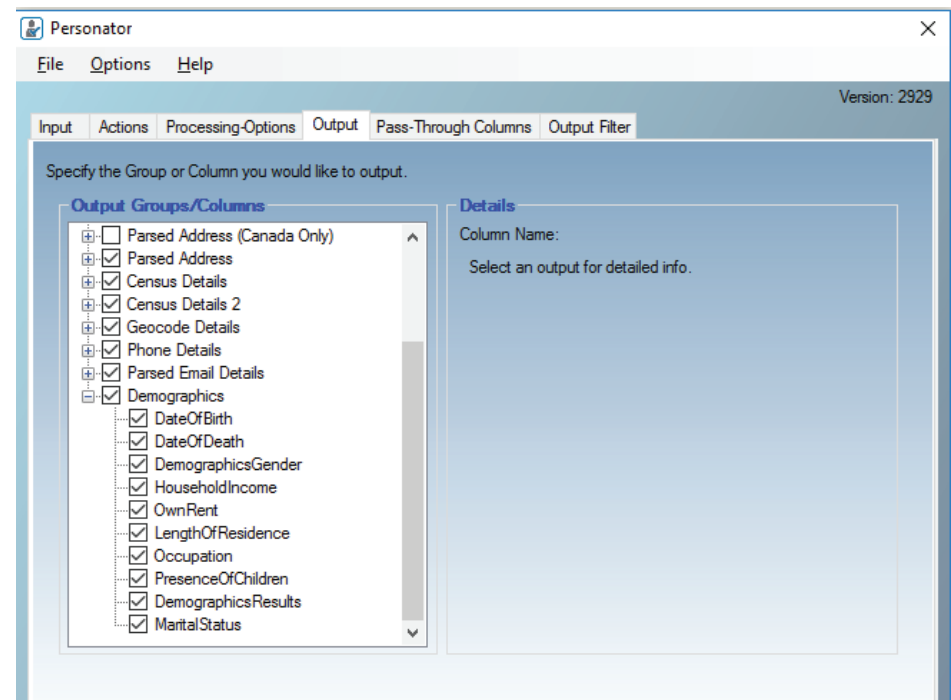 Personator
File Options Help
Version: 2929
Input Actions Processing-Options Output Pass-Through Columns Output Filter
Specify the Group or Column you would like to output.
Output Groups/Columns
Parsed Address (Canada Only)
Parsed Address
Census Details
Census Details 2
Geocode Details
Phone Details
Parsed Email Details
Demographics
DateOfBirth
DateOfDeath
DemographicsGender
HouseholdIncome
OwnRent
LengthOfResidence
Occupation
PresenceOfChildren
DemographicsResults
MaritalStatus
Details
Column Name:
Select an output for detailed info.